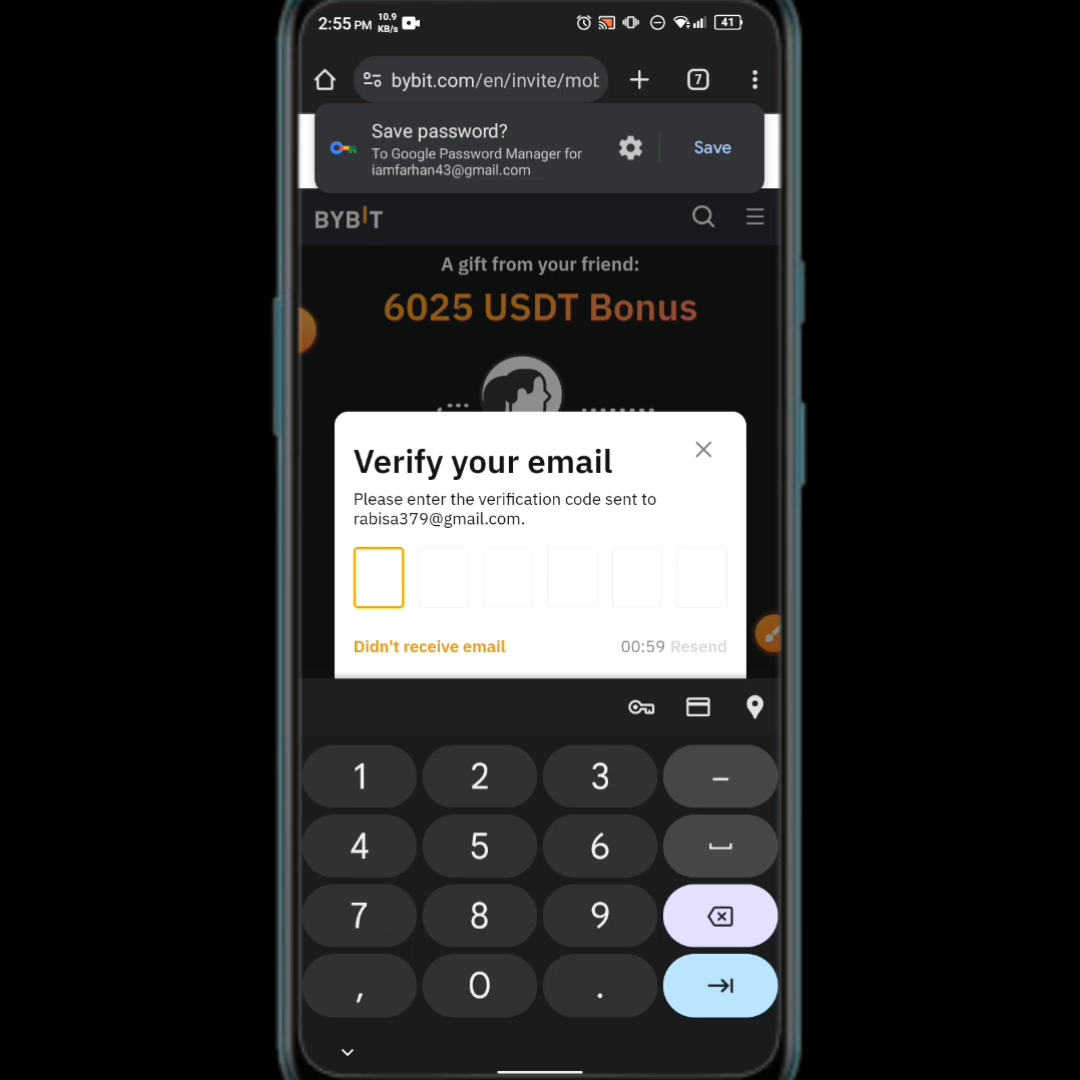 2:55 PM 10.9 KB/s 41
bybit.com/en/invite/mot 7
Save password?
To Google Password Manager for
iamfarhan43@gmail.com
Save
BYBIT
A gift from your friend:
6025 USDT Bonus
Verify your email
Please enter the verification code sent to
rabisa379@gmail.com.
Didn't receive email 00:59 Resend
1 2 3 –
4 5 6
7 8 9
, 0 .